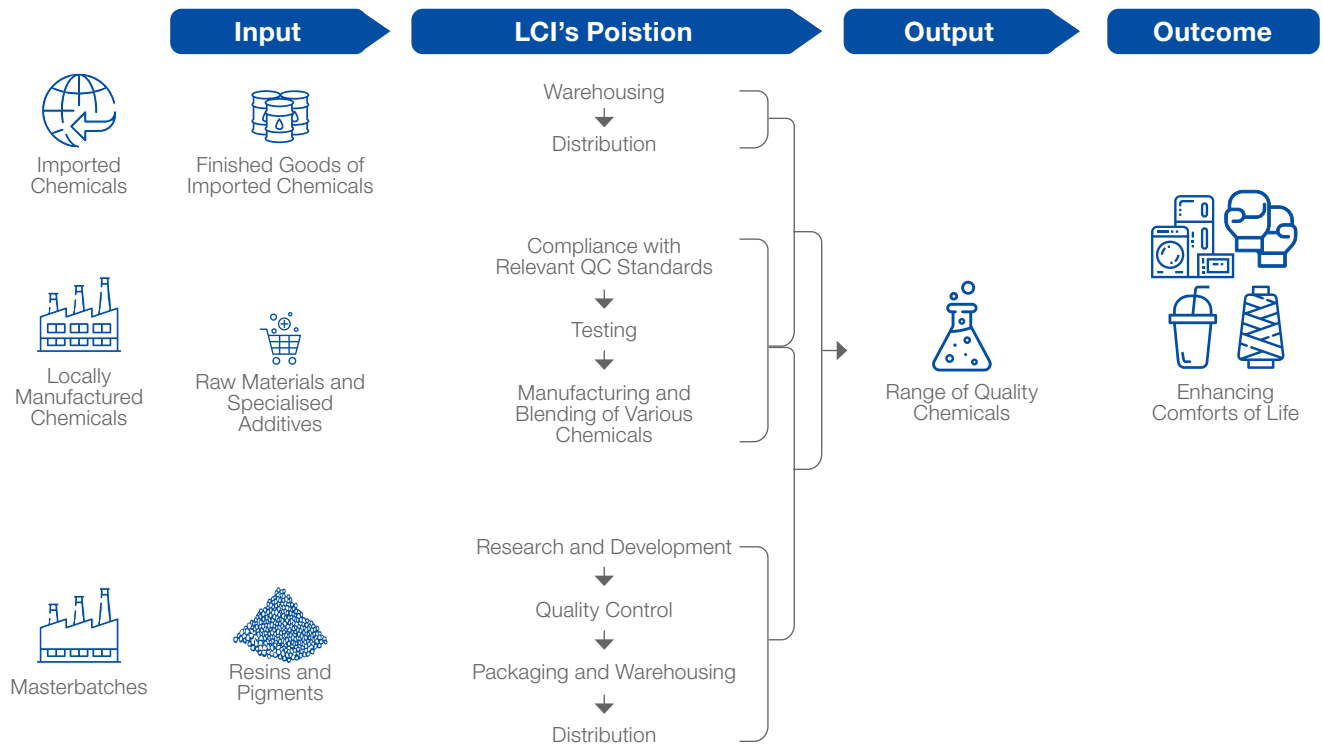 Input
LCI's Poistion
Output
Outcome
Imported
Chemicals
Finished Goods of
Imported Chemicals
Warehousing
Distribution
Locally
Manufactured
Chemicals
Raw Materials and
Specialised
Additives
Compliance with
Relevant QC Standards
Testing
Manufacturing and
Blending of Various
Chemicals
Range of Quality
Chemicals
Enhancing
Comforts of Life
Masterbatches
Resins and
Pigments
Research and Development
Quality Control
Packaging and Warehousing
Distribution